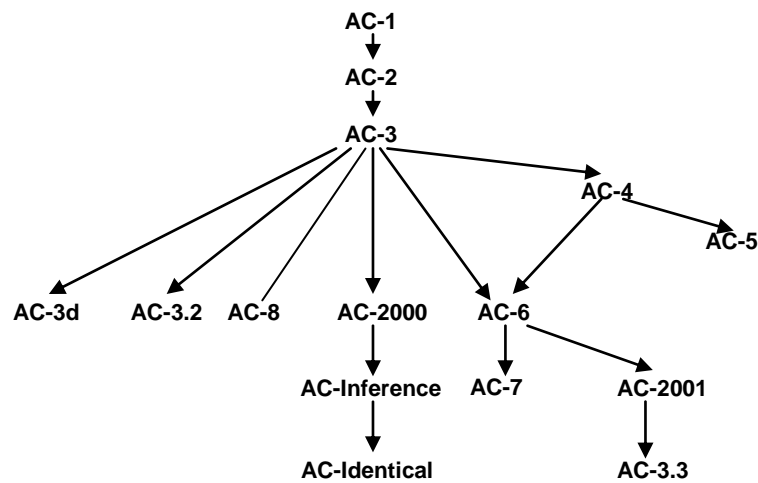 AC-1
AC-2
AC-3
AC-4
AC-5
AC-3d
AC-3.2
AC-8
AC-2000
AC-6
AC-Inference
AC-7
AC-2001
AC-Identical
AC-3.3